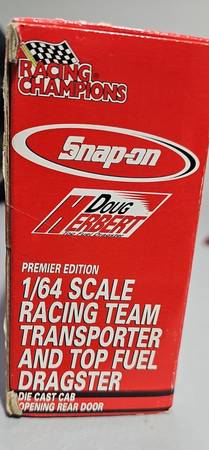 RACING
CHAMPIONS®
Snap-on
DOUG
HERBERT
PREMIER EDITION
1/64 SCALE
RACING TEAM
TRANSPORTER
AND TOP FUEL
DRAGSTER
DIE CAST CAB
OPENING REAR DOOR